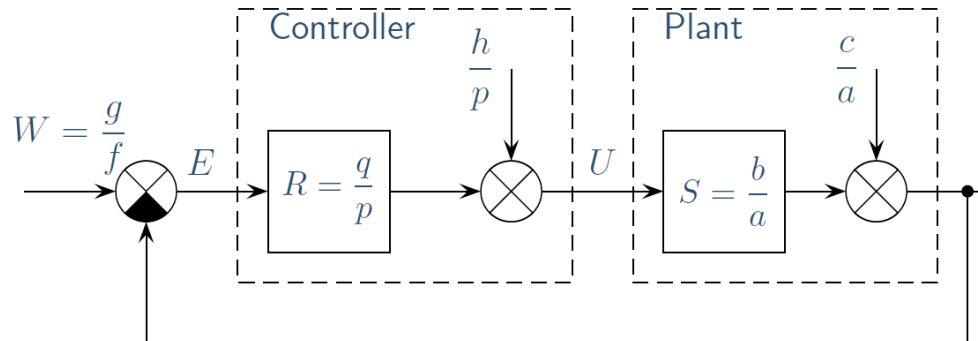 Controller
Plant
h/p
c/a
W = g/f
E
R = q/p
U
S = b/a